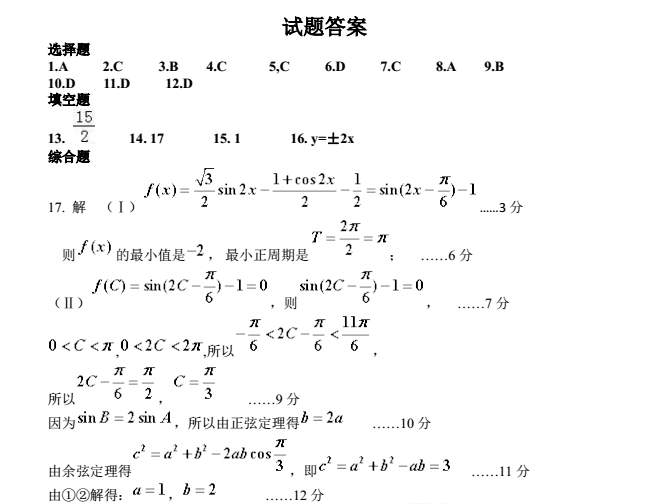 试题答案
选择题
1.A 2.C 3.B 4.C 5,C 6.D 7.C 8.A 9.B
10.D 11.D 12.D
填空题
13. 15/2 14. 17 15. 1 16. y=±2x
综合题
17. 解 （Ⅰ） f(x)=√3/2 sin 2x − (1+cos 2x)/2 − 1/2 = sin(2x − π/6) −1 ......3 分
则 f(x) 的最小值是 −2 ， 最小正周期是 T = 2π/2 = π ； ……6 分
（Ⅱ） f(C) = sin(2C − π/6) −1 = 0 ，则 sin(2C − π/6) −1 = 0 ， ……7 分
0 < C < π , 0 < 2C < 2π ,所以 −π/6 < 2C − π/6 < 11π/6 ，
所以 2C − π/6 = π/2 ， C = π/3 ……9 分
因为 sin B = 2 sin A ，所以由正弦定理得 b = 2a ……10 分
由余弦定理得 c² = a² + b² − 2ab cos π/3 ，即 c² = a² + b² − ab = 3 ……11 分
由①②解得：a = 1 ，b = 2 ……12 分